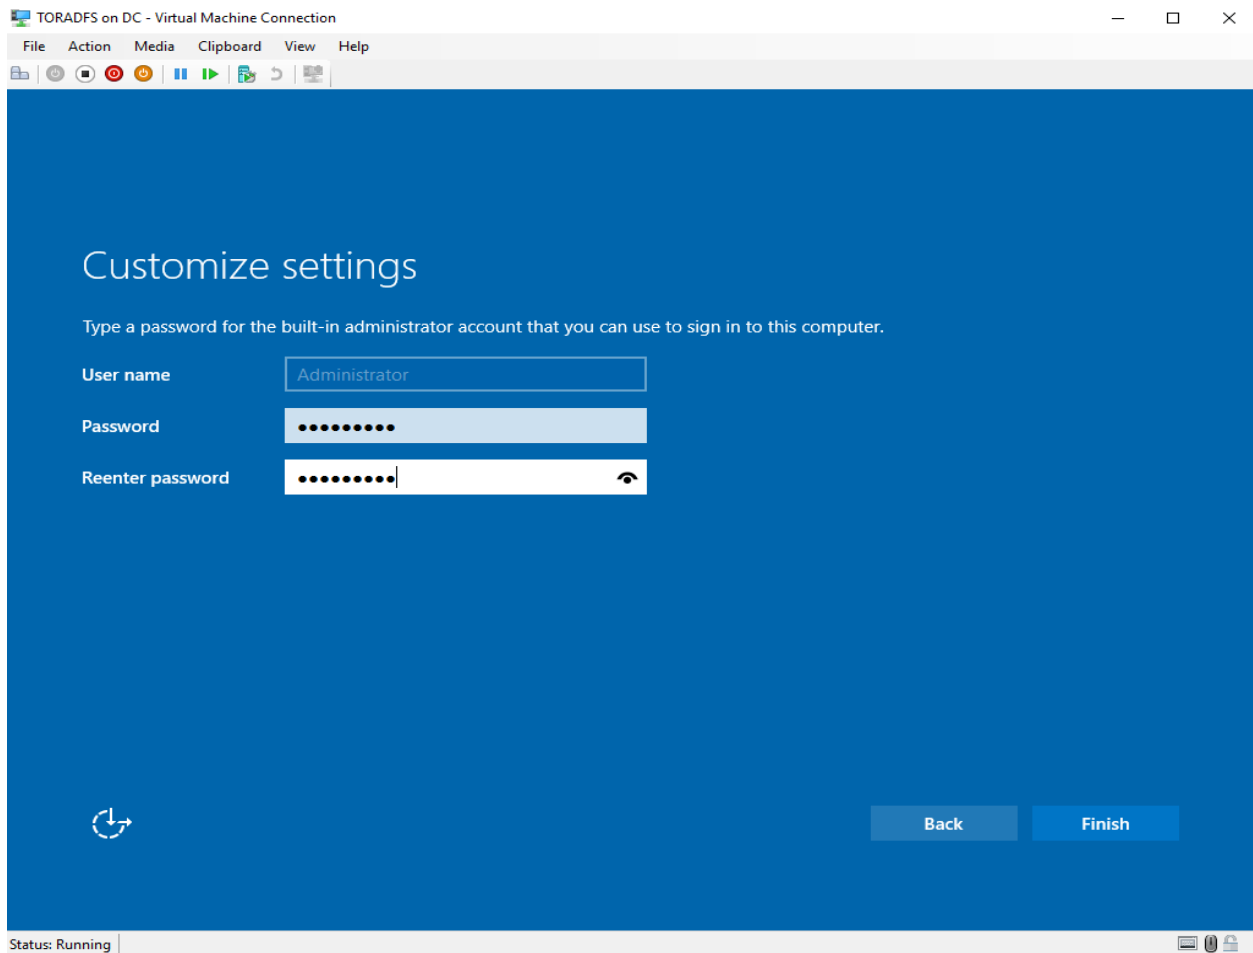 TORADFS on DC - Virtual Machine Connection
File Action Media Clipboard View Help
Customize settings
Type a password for the built-in administrator account that you can use to sign in to this computer.
User name Administrator
Password •••••••••
Reenter password •••••••••
Back Finish
Status: Running